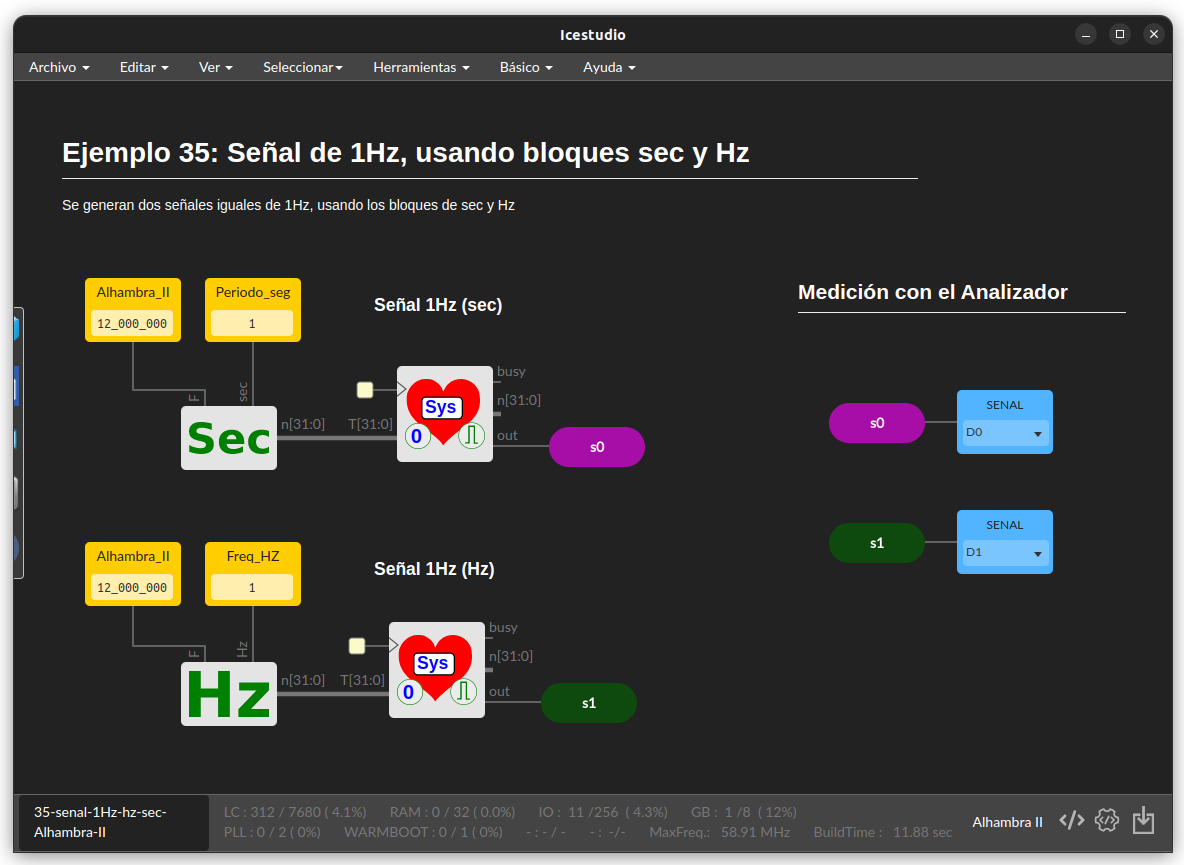 Icestudio
Archivo Editar Ver Seleccionar Herramientas Básico Ayuda
Ejemplo 35: Señal de 1Hz, usando bloques sec y Hz
Se generan dos señales iguales de 1Hz, usando los bloques de sec y Hz
Alhambra_II
12_000_000
Periodo_seg
1
Señal 1Hz (sec)
F
sec
Sec
n[31:0]
T[31:0]
Sys
0
busy
n[31:0]
out
s0
Alhambra_II
12_000_000
Freq_HZ
1
Señal 1Hz (Hz)
F
Hz
Hz
n[31:0]
T[31:0]
Sys
0
busy
n[31:0]
out
s1
Medición con el Analizador
s0
SENAL
D0
s1
SENAL
D1
35-senal-1Hz-hz-sec-
Alhambra-II
LC : 312 / 7680 ( 4.1%) RAM : 0 / 32 ( 0.0%) IO : 11 /256 ( 4.3%) GB : 1 /8 ( 12%)
PLL : 0 / 2 ( 0%) WARMBOOT : 0 / 1 ( 0%) - : - / - - : -/- MaxFreq.: 58.91 MHz BuildTime : 11.88 sec
Alhambra II